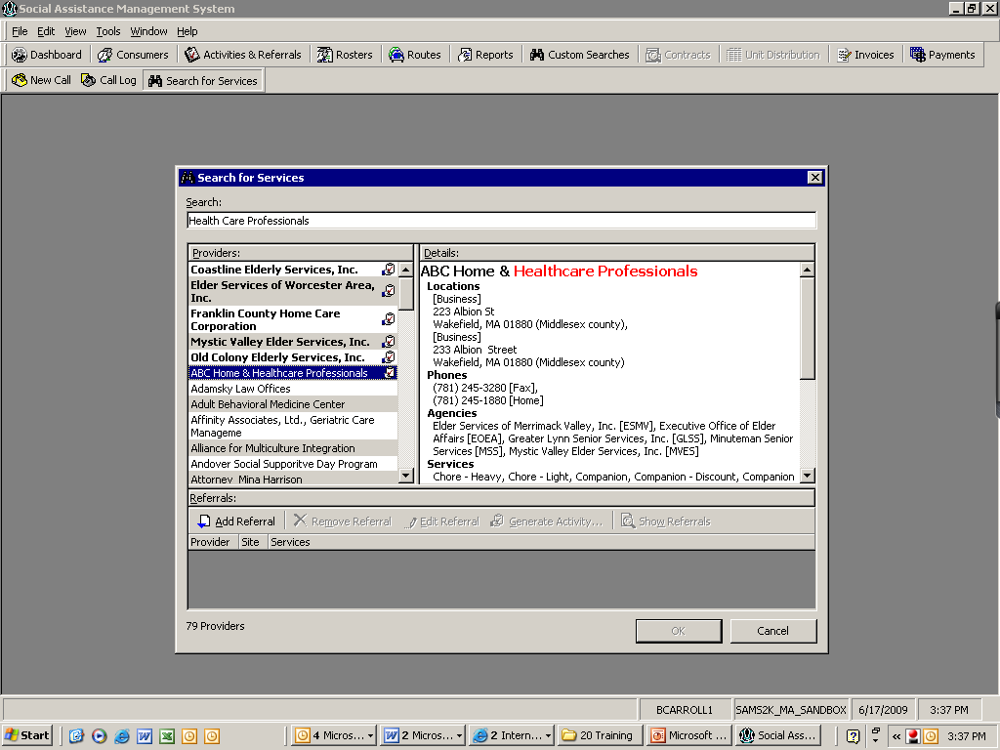 Social Assistance Management System
File Edit View Tools Window Help
Dashboard Consumers Activities & Referrals Rosters Routes Reports Custom Searches Contracts Unit Distribution Invoices Payments
New Call Call Log Search for Services
Search for Services
Search:
Health Care Professionals
Providers:
Coastline Elderly Services, Inc.
Elder Services of Worcester Area,
Inc.
Franklin County Home Care
Corporation
Mystic Valley Elder Services, Inc.
Old Colony Elderly Services, Inc.
ABC Home & Healthcare Professionals
Adamsky Law Offices
Adult Behavioral Medicine Center
Affinity Associates, Ltd., Geriatric Care
Manageme
Alliance for Multiculture Integration
Andover Social Supporitve Day Program
Attorney Mina Harrison
Details:
ABC Home & Healthcare Professionals
Locations
[Business]
223 Albion St
Wakefield, MA 01880 (Middlesex county),
[Business]
233 Albion Street
Wakefield, MA 01880 (Middlesex county)
Phones
(781) 245-3280 [Fax],
(781) 245-1880 [Home]
Agencies
Elder Services of Merrimack Valley, Inc. [ESMV], Executive Office of Elder
Affairs [EOEA], Greater Lynn Senior Services, Inc. [GLSS], Minuteman Senior
Services [MSS], Mystic Valley Elder Services, Inc. [MVES]
Services
Chore - Heavy, Chore - Light, Companion, Companion - Discount, Companion
Referrals:
Add Referral Remove Referral Edit Referral Generate Activity... Show Referrals
Provider Site Services
79 Providers
OK Cancel
BCARROLL1 SAMS2K_MA_SANDBOX 6/17/2009 3:37 PM
Start 4 Micros... 2 Micros... 2 Intern... 20 Training Microsoft ... Social Ass... « 3:37 PM